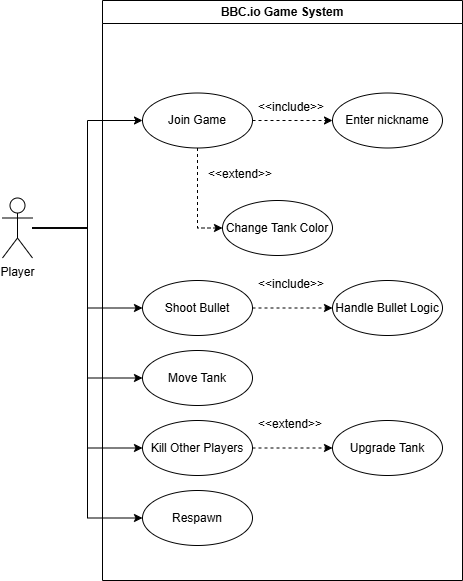 BBC.io Game System
Join Game
<<include>>
Enter nickname
<<extend>>
Change Tank Color
Player
Shoot Bullet
<<include>>
Handle Bullet Logic
Move Tank
Kill Other Players
<<extend>>
Upgrade Tank
Respawn